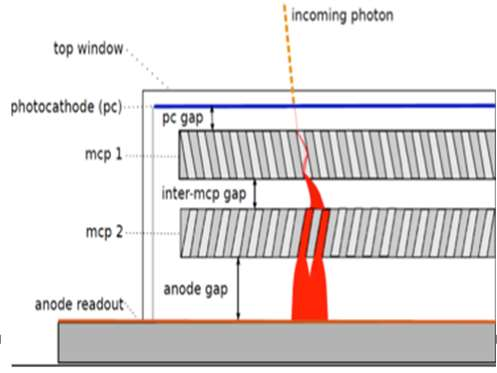 incoming photon
top window
photocathode (pc)
pc gap
mcp 1
inter-mcp gap
mcp 2
anode gap
anode readout